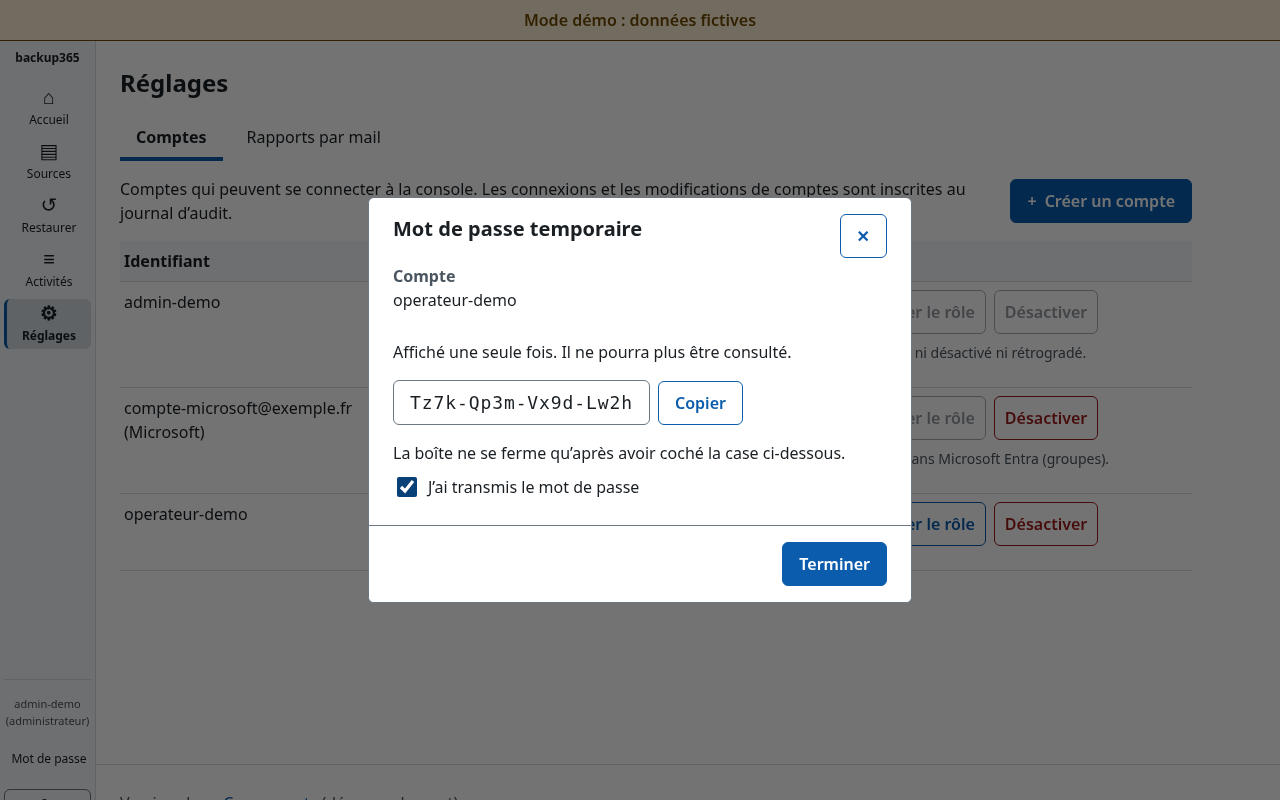 Mode démo : données fictives
backup365
Accueil
Sources
Restaurer
Activités
Réglages
admin-demo
(administrateur)
Mot de passe
Réglages
Comptes
Rapports par mail
Comptes qui peuvent se connecter à la console. Les connexions et les modifications de comptes sont inscrites au
journal d’audit.
+ Créer un compte
Identifiant
admin-demo
er le rôle
Désactiver
ni désactivé ni rétrogradé.
compte-microsoft@exemple.fr
(Microsoft)
er le rôle
Désactiver
ans Microsoft Entra (groupes).
operateur-demo
er le rôle
Désactiver
Mot de passe temporaire
×
Compte
operateur-demo
Affiché une seule fois. Il ne pourra plus être consulté.
Tz7k-Qp3m-Vx9d-Lw2h
Copier
La boîte ne se ferme qu’après avoir coché la case ci-dessous.
J’ai transmis le mot de passe
Terminer